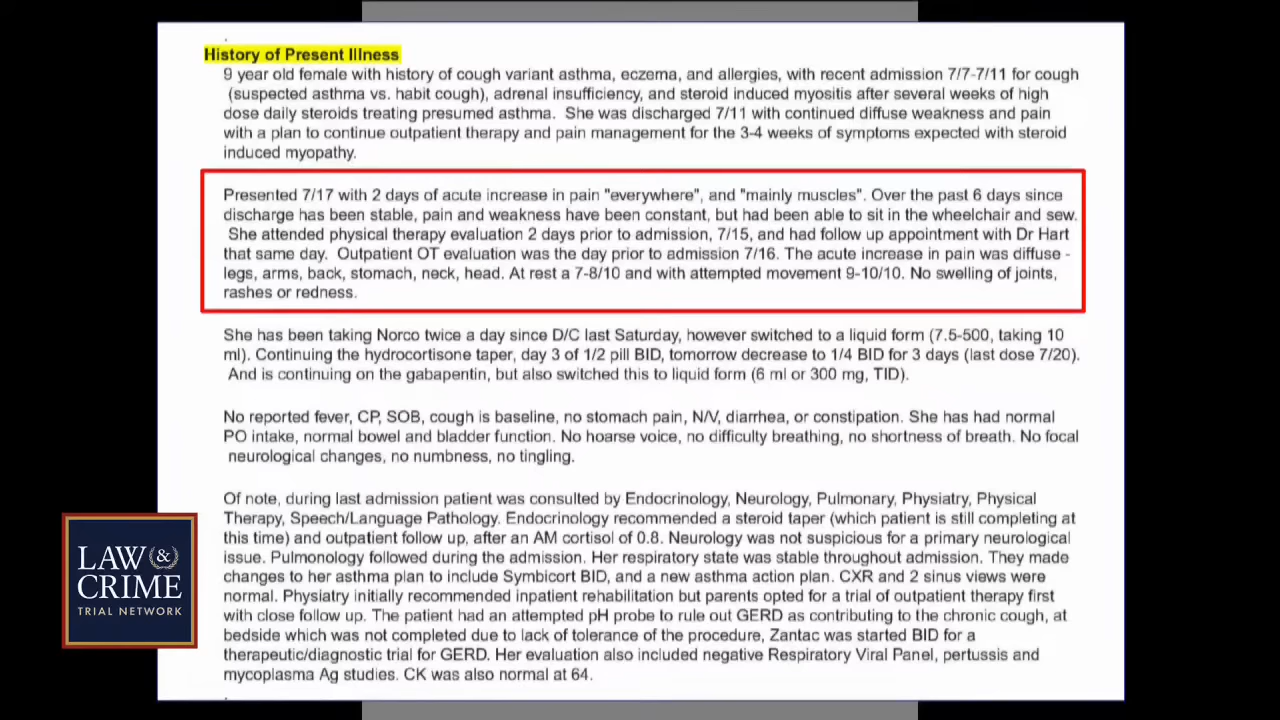 History of Present Illness
9 year old female with history of cough variant asthma, eczema, and allergies, with recent admission 7/7-7/11 for cough
(suspected asthma vs. habit cough), adrenal insufficiency, and steroid induced myositis after several weeks of high
dose daily steroids treating presumed asthma. She was discharged 7/11 with continued diffuse weakness and pain
with a plan to continue outpatient therapy and pain management for the 3-4 weeks of symptoms expected with steroid
induced myopathy.
Presented 7/17 with 2 days of acute increase in pain "everywhere", and "mainly muscles". Over the past 6 days since
discharge has been stable, pain and weakness have been constant, but had been able to sit in the wheelchair and sew.
She attended physical therapy evaluation 2 days prior to admission, 7/15, and had follow up appointment with Dr Hart
that same day. Outpatient OT evaluation was the day prior to admission 7/16. The acute increase in pain was diffuse -
legs, arms, back, stomach, neck, head. At rest a 7-8/10 and with attempted movement 9-10/10. No swelling of joints,
rashes or redness.
She has been taking Norco twice a day since D/C last Saturday, however switched to a liquid form (7.5-500, taking 10
ml). Continuing the hydrocortisone taper, day 3 of 1/2 pill BID, tomorrow decrease to 1/4 BID for 3 days (last dose 7/20).
And is continuing on the gabapentin, but also switched this to liquid form (6 ml or 300 mg, TID).
No reported fever, CP, SOB, cough is baseline, no stomach pain, N/V, diarrhea, or constipation. She has had normal
PO intake, normal bowel and bladder function. No hoarse voice, no difficulty breathing, no shortness of breath. No focal
neurological changes, no numbness, no tingling.
Of note, during last admission patient was consulted by Endocrinology, Neurology, Pulmonary, Physiatry, Physical
Therapy, Speech/Language Pathology. Endocrinology recommended a steroid taper (which patient is still completing at
this time) and outpatient follow up, after an AM cortisol of 0.8. Neurology was not suspicious for a primary neurological
issue. Pulmonology followed during the admission. Her respiratory state was stable throughout admission. They made
changes to her asthma plan to include Symbicort BID, and a new asthma action plan. CXR and 2 sinus views were
normal. Physiatry initially recommended inpatient rehabilitation but parents opted for a trial of outpatient therapy first
with close follow up. The patient had an attempted pH probe to rule out GERD as contributing to the chronic cough, at
bedside which was not completed due to lack of tolerance of the procedure, Zantac was started BID for a
therapeutic/diagnostic trial for GERD. Her evaluation also included negative Respiratory Viral Panel, pertussis and
mycoplasma Ag studies. CK was also normal at 64.
LAW &
CRIME
TRIAL NETWORK